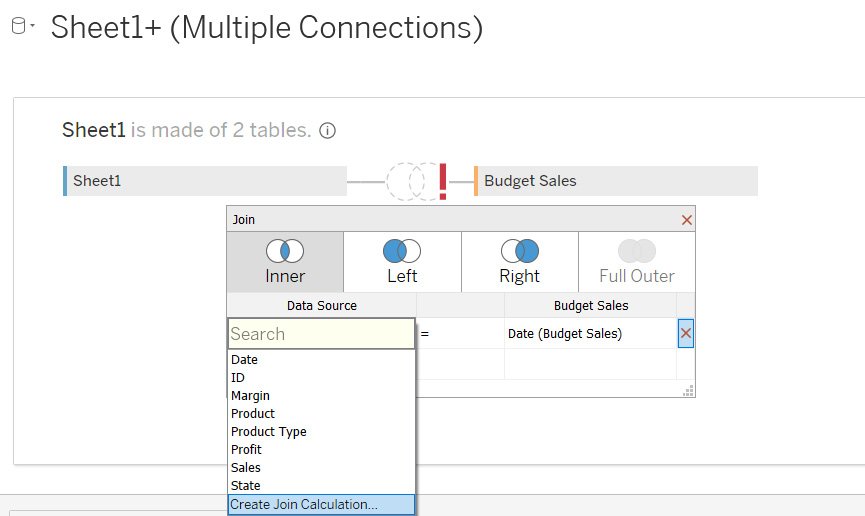 Sheet1+ (Multiple Connections)
Sheet1 is made of 2 tables. i
Sheet1
Budget Sales
Join
Inner Left Right Full Outer
Data Source Budget Sales
Search = Date (Budget Sales)
Date
ID
Margin
Product
Product Type
Profit
Sales
State
Create Join Calculation...